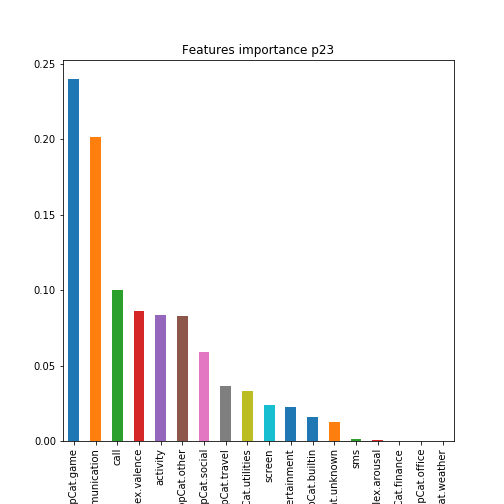 Features importance p23
0.25
0.20
0.15
0.10
0.05
0.00
pCat.game
munication
call
ex.valence
activity
pCat.other
pCat.social
pCat.travel
Cat.utilities
screen
ertainment
pCat.builtin
t.unknown
sms
lex.arousal
Cat.finance
pCat.office
at.weather